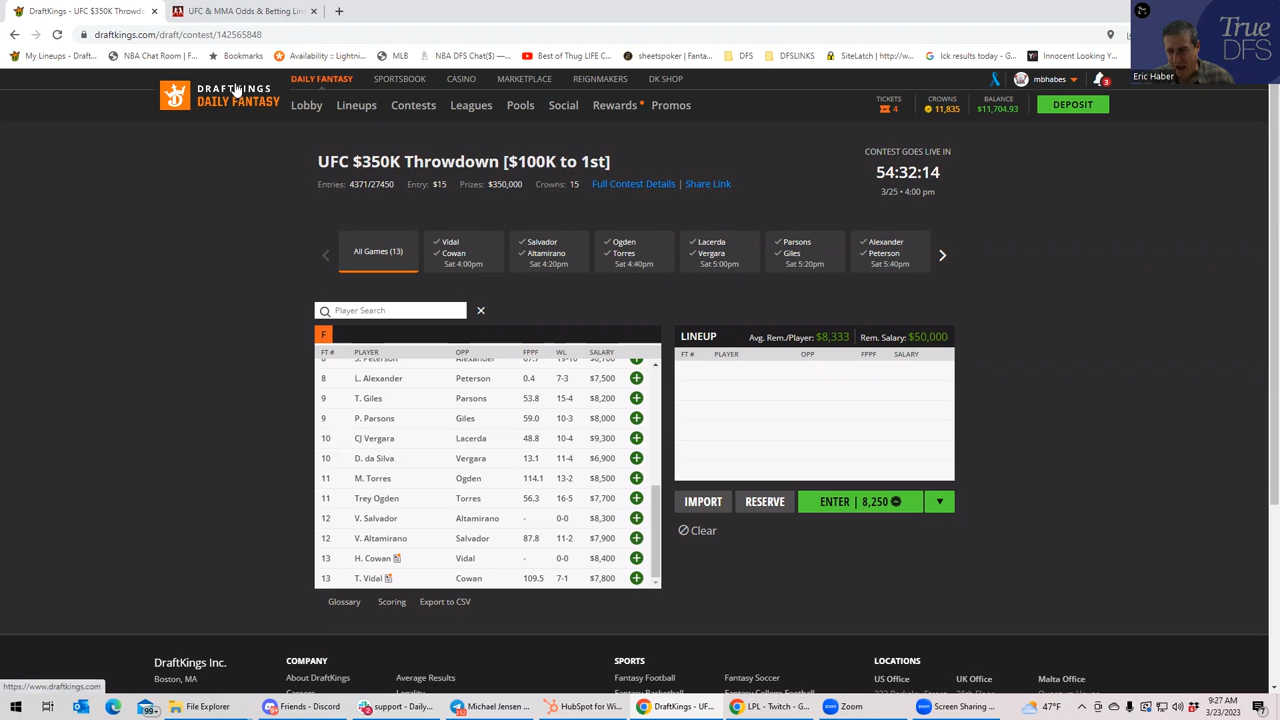 DraftKings - UFC $350K Throwdo
UFC & MMA Odds & Betting Line
draftkings.com/draft/contest/142565848
My Lineups - Draft...
NBA Chat Room / F...
Bookmarks
Availability :: Lightni...
MLB
NBA DFS Chat($) -...
Best of Thug LIFE C...
sheetspoker | Fanta...
DFS
DFSLINKS
SiteLatch | http://w...
lck results today - G...
Innocent Looking Y...
True DFS
Eric Haber
DAILY FANTASY
SPORTSBOOK
CASINO
MARKETPLACE
REIGNMAKERS
DK SHOP
mbhabes
3
DRAFTKINGS
DAILY FANTASY
Lobby
Lineups
Contests
Leagues
Pools
Social
Rewards
Promos
TICKETS
4
CROWNS
11,835
BALANCE
$11,704.93
DEPOSIT
UFC $350K Throwdown [$100K to 1st]
Entries: 4371/27450 Entry: $15 Prizes: $350,000 Crowns: 15 Full Contest Details | Share Link
CONTEST GOES LIVE IN
54:32:14
3/25 • 4:00 pm
All Games (13)
Vidal
Cowan
Sat 4:00pm
Salvador
Altamirano
Sat 4:20pm
Ogden
Torres
Sat 4:40pm
Lacerda
Vergara
Sat 5:00pm
Parsons
Giles
Sat 5:20pm
Alexander
Peterson
Sat 5:40pm
Player Search
F
FT # PLAYER OPP FPPF WL SALARY
8 L. Alexander Peterson 0.4 7-3 $7,500
9 T. Giles Parsons 53.8 15-4 $8,200
9 P. Parsons Giles 59.0 10-3 $8,000
10 CJ Vergara Lacerda 48.8 10-4 $9,300
10 D. da Silva Vergara 13.1 11-4 $6,900
11 M. Torres Ogden 114.1 13-2 $8,500
11 Trey Ogden Torres 56.3 16-5 $7,700
12 V. Salvador Altamirano - 0-0 $8,300
12 V. Altamirano Salvador 87.8 11-2 $7,900
13 H. Cowan Vidal - 0-0 $8,400
13 T. Vidal Cowan 109.5 7-1 $7,800
Glossary
Scoring
Export to CSV
LINEUP Avg. Rem./Player: $8,333 Rem. Salary: $50,000
FT # PLAYER OPP FPPF SALARY
IMPORT
RESERVE
ENTER | 8,250
Clear
DraftKings Inc.
Boston, MA
COMPANY
About DraftKings
Average Results
SPORTS
Fantasy Football
Fantasy Soccer
LOCATIONS
US Office
UK Office
Malta Office
https://www.draftkings.com
99+
File Explorer
Friends - Discord
support - Daily...
Michael Jensen ...
HubSpot for Wi...
DraftKings - UF...
LPL - Twitch - G...
Zoom
Screen Sharing ...
47°F
9:27 AM
3/23/2023